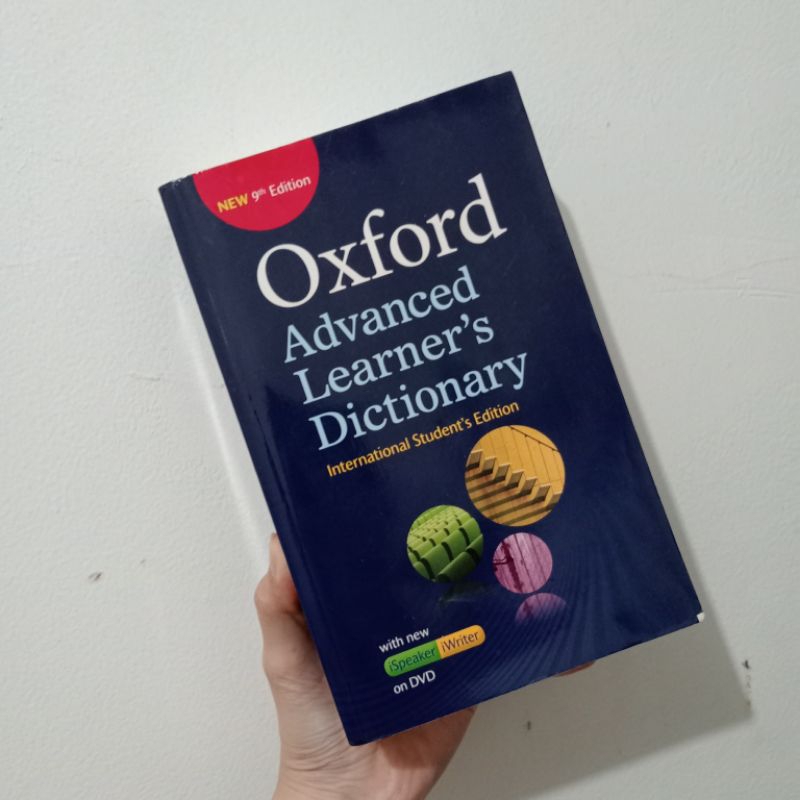 NEW 9th Edition
Oxford
Advanced
Learner's
Dictionary
International Student's Edition
with new
iSpeaker iWriter
on DVD